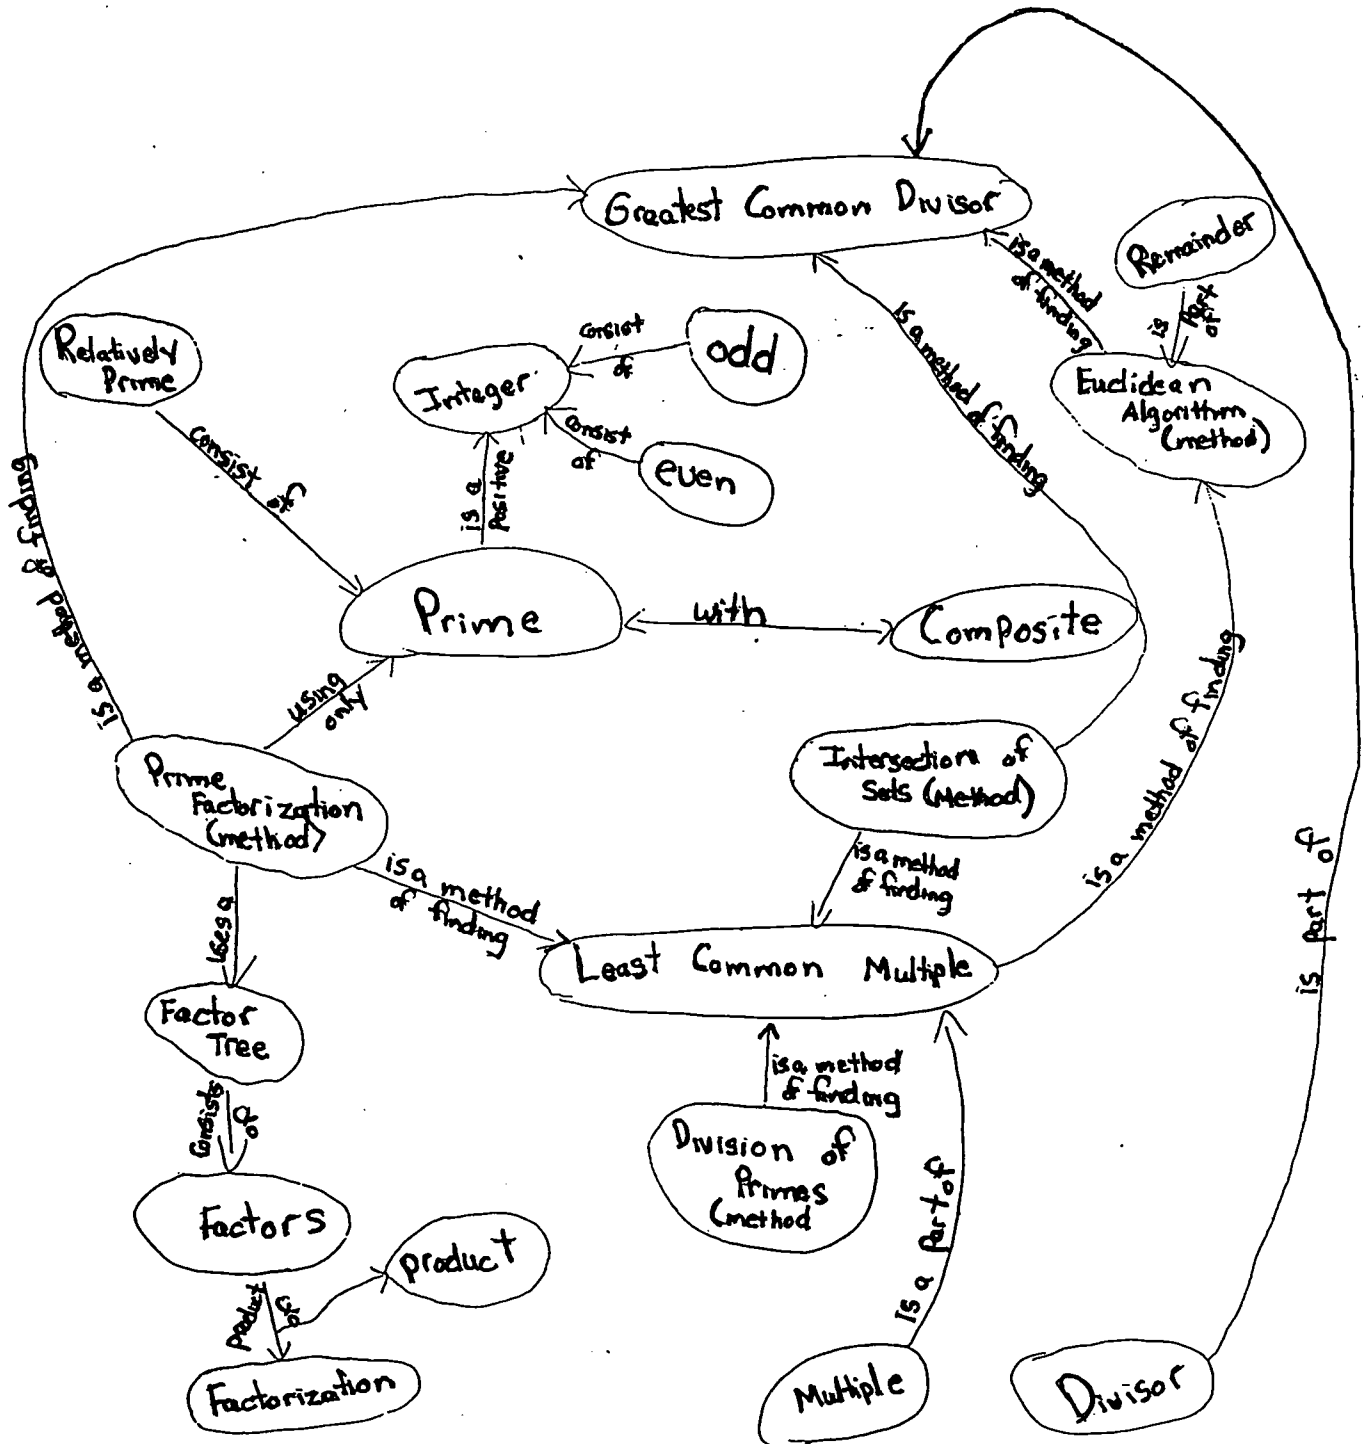 Greatest Common Divisor
Remainder
is a method
of finding
is
Part
of
Relatively
Prime
Integer
consist
of
odd
Euclidean
Algorithm
(method)
is a method of finding
consist
of
even
consist of
is a
Positive
is a method of finding
Prime
with
Composite
using
only
is a method of finding
Prime
Factorization
(method)
Intersection of
Sets (Method)
is a method
of finding
is a method
of finding
is part of
uses a
Least Common Multiple
Factor
Tree
is a method
of finding
Consists
of
Division of
Primes
(method
is a part of
Factors
product
product
of
Factorization
Multiple
Divisor